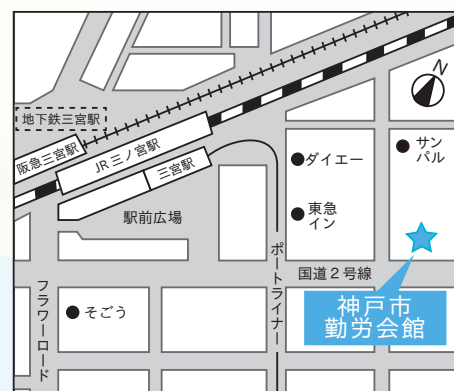 N
地下鉄三宮駅
阪急三宮駅
JR三ノ宮駅
三宮駅
ダイエー
サン
パル
東急
イン
駅前広場
ポートライナー
国道2号線
フラワーロード
そごう
神戸市
勤労会館